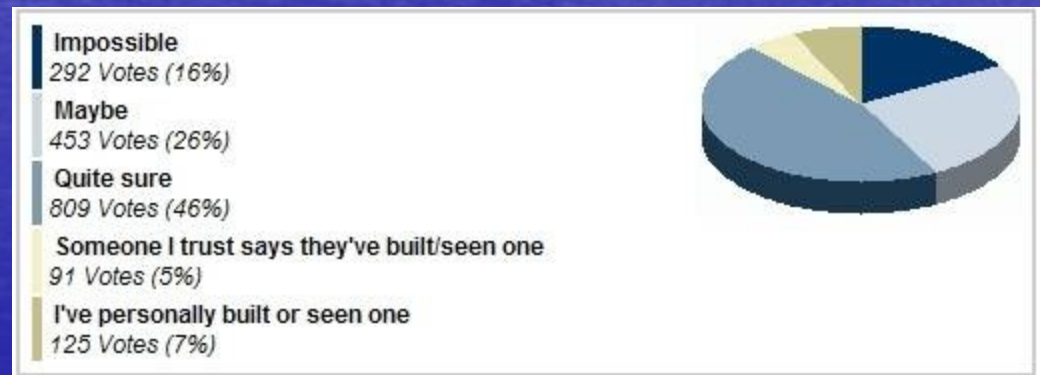 Impossible
292 Votes (16%)
Maybe
453 Votes (26%)
Quite sure
809 Votes (46%)
Someone I trust says they've built/seen one
91 Votes (5%)
I've personally built or seen one
125 Votes (7%)